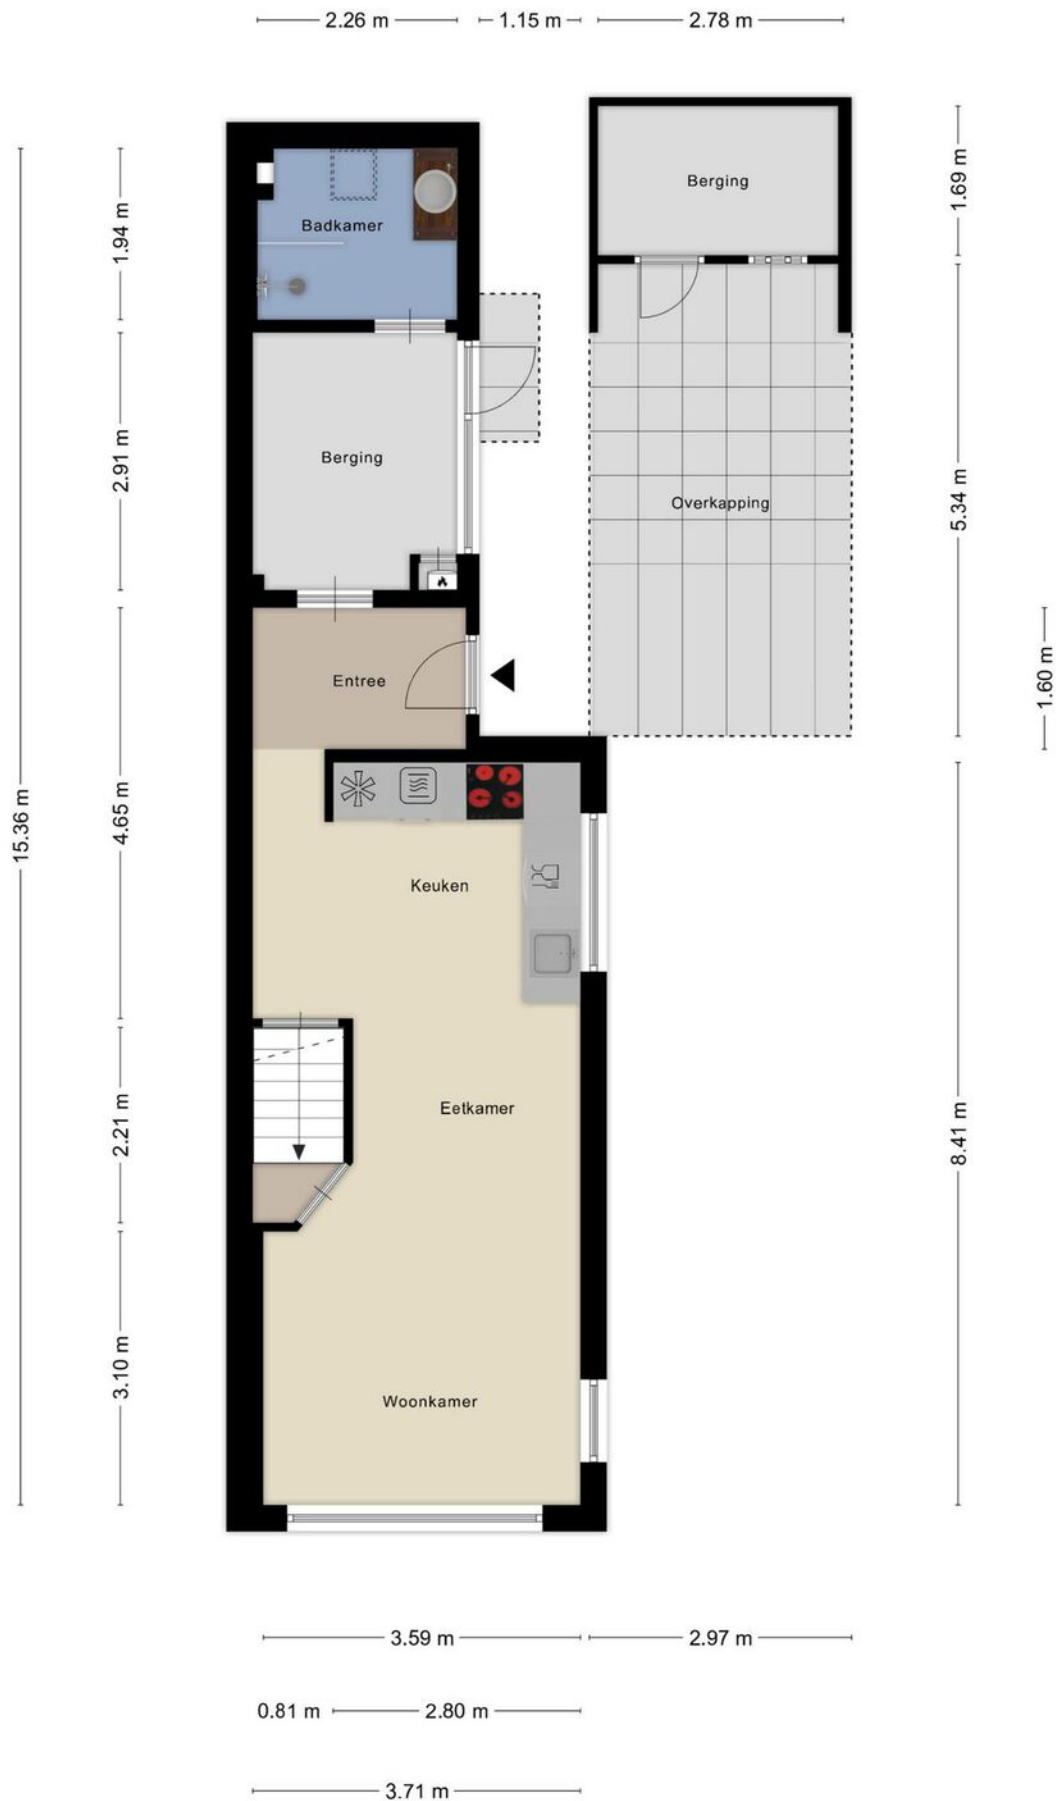 2.26 m
1.15 m
2.78 m
Berging
1.69 m
Badkamer
1.94 m
Berging
2.91 m
Overkapping
5.34 m
Entree
1.60 m
4.65 m
15.36 m
Keuken
Eetkamer
2.21 m
8.41 m
3.10 m
Woonkamer
3.59 m
2.97 m
0.81 m
2.80 m
3.71 m